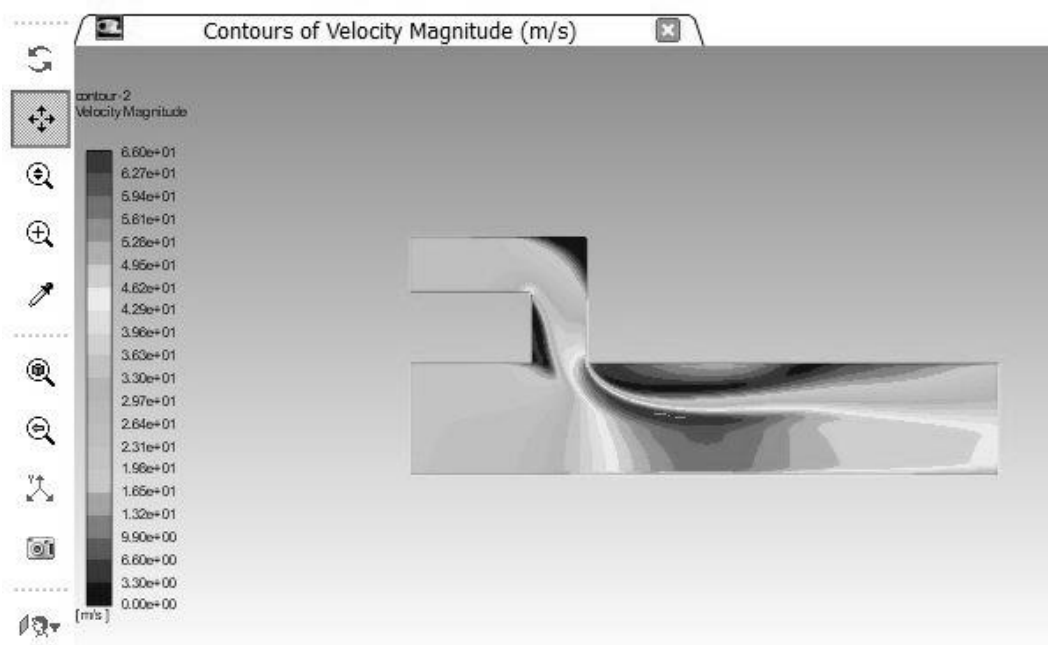 Contours of Velocity Magnitude (m/s)
contour-2
Velocity Magnitude
6.60e+01
6.27e+01
5.94e+01
5.61e+01
5.28e+01
4.95e+01
4.62e+01
4.29e+01
3.96e+01
3.63e+01
3.30e+01
2.97e+01
2.64e+01
2.31e+01
1.98e+01
1.65e+01
1.32e+01
9.90e+00
6.60e+00
3.30e+00
0.00e+00
[m/s]